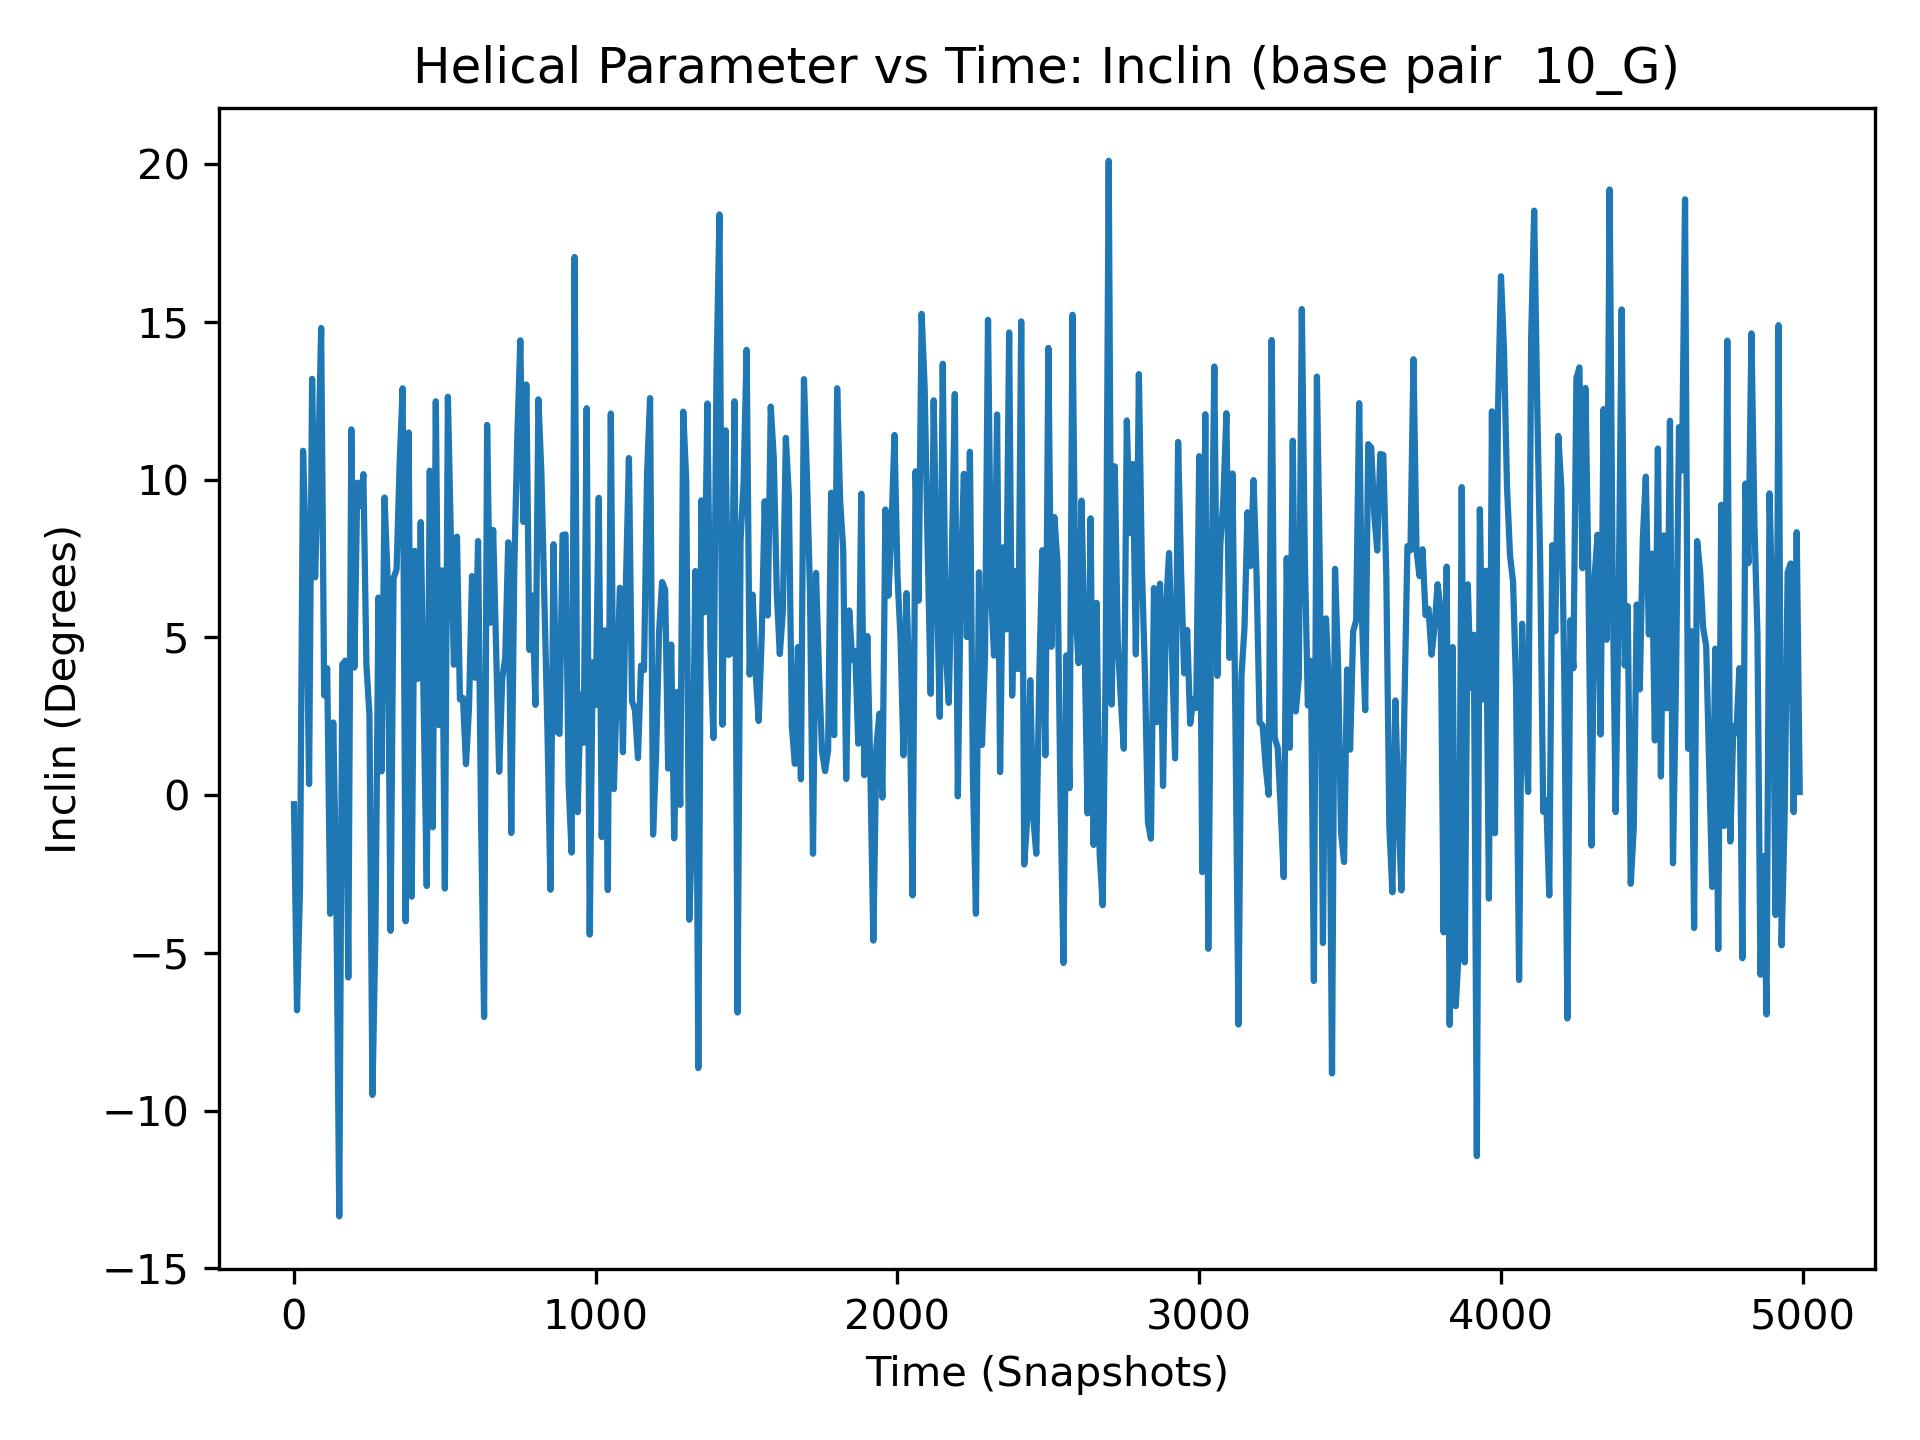 Helical Parameter vs Time: Inclin (base pair  10_G)
20
15
10
5
0
−5
−10
−15
Inclin (Degrees)
0 1000 2000 3000 4000 5000
Time (Snapshots)